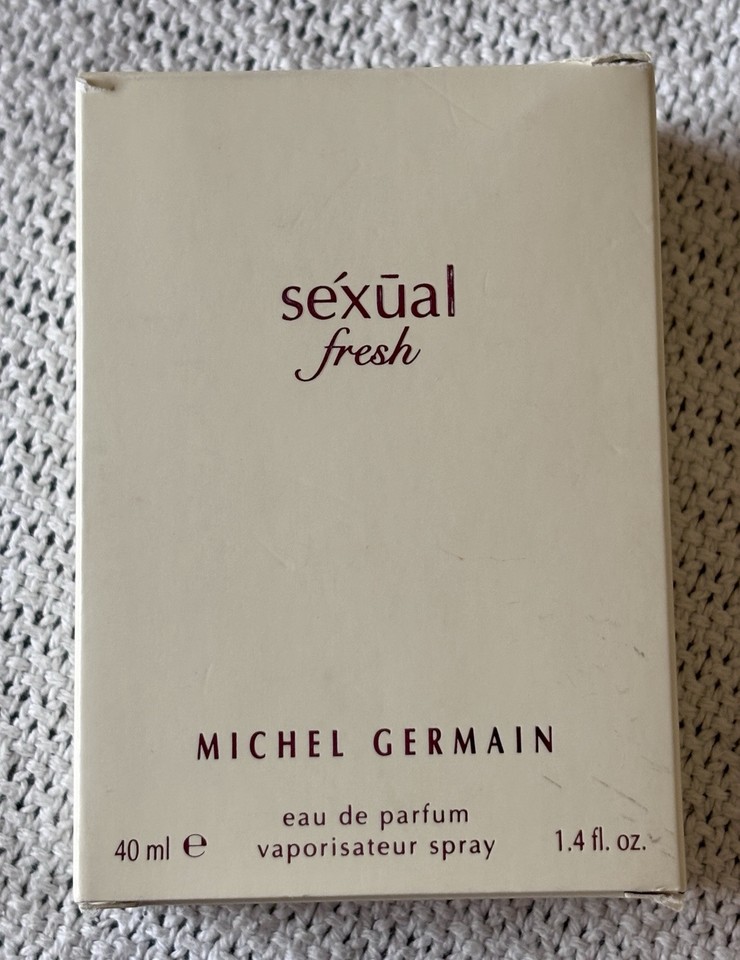 séxūal
fresh
MICHEL GERMAIN
eau de parfum
40 ml ℮ vaporisateur spray 1.4 fl. oz.